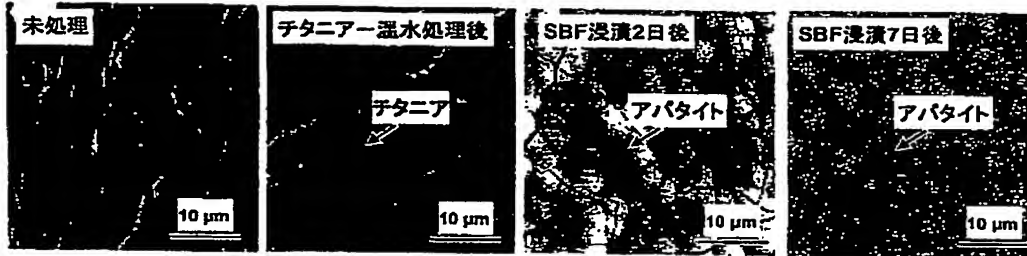 未処理
チタニアー温水処理後
SBF浸漬2日後
SBF浸漬7日後
チタニア
アパタイト
アパタイト
10 µm
10 µm
10 µm
10 µm